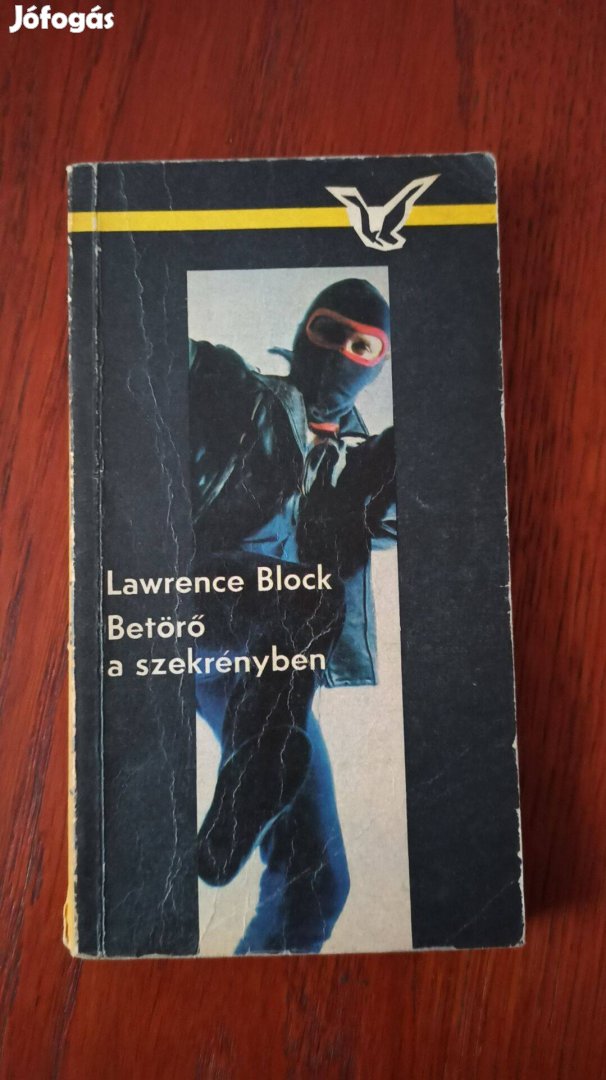 Jófogás
Lawrence Block
Betörő
a szekrényben